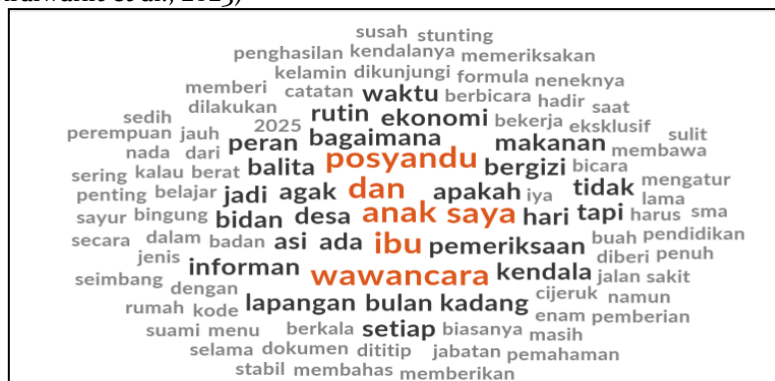 susah stunting
penghasilan kendalanya memeriksakan
kelamin dikunjungi formula neneknya
memberi catatan waktu berbicara hadir saat
dilakukan rutin ekonomi bekerja eksklusif
sedih 2025 bagaimana makanan sulit
perempuan jauh peran posyandu bergizi membawa
nada dari balita bicara mengatur
sering kalau berat dan apakah iya tidak lama
penting belajar jadi agak anak saya hari tapi harus sma
sayur bingung bidan desa ibu buah pendidikan
secara dalam badan asi ada pemeriksaan diberi penuh
jenis informan wawancara kendala jalan sakit
seimbang dengan cijeruk namun
rumah kode lapangan bulan kadang enam pemberian
suami menu berkala setiap biasanya masih
selama dokumen dititip jabatan pemahaman
stabil membahas memberikan